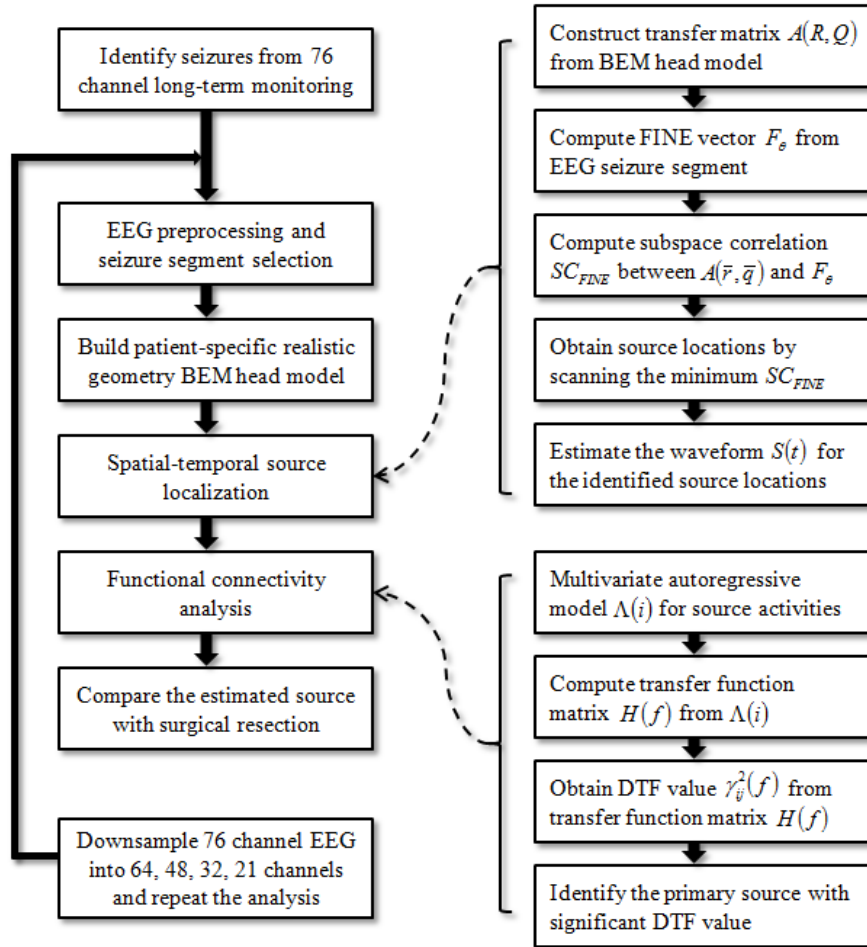 Identify seizures from 76
channel long-term monitoring
EEG preprocessing and
seizure segment selection
Build patient-specific realistic
geometry BEM head model
Spatial-temporal source
localization
Functional connectivity
analysis
Compare the estimated source
with surgical resection
Downsample 76 channel EEG
into 64, 48, 32, 21 channels
and repeat the analysis
Construct transfer matrix A(R,Q)
from BEM head model
Compute FINE vector F_θ from
EEG seizure segment
Compute subspace correlation
SC_FINE between A(r̅,q̅) and F_θ
Obtain source locations by
scanning the minimum SC_FINE
Estimate the waveform S(t) for
the identified source locations
Multivariate autoregressive
model Λ(i) for source activities
Compute transfer function
matrix H(f) from Λ(i)
Obtain DTF value γ²_ij(f) from
transfer function matrix H(f)
Identify the primary source with
significant DTF value